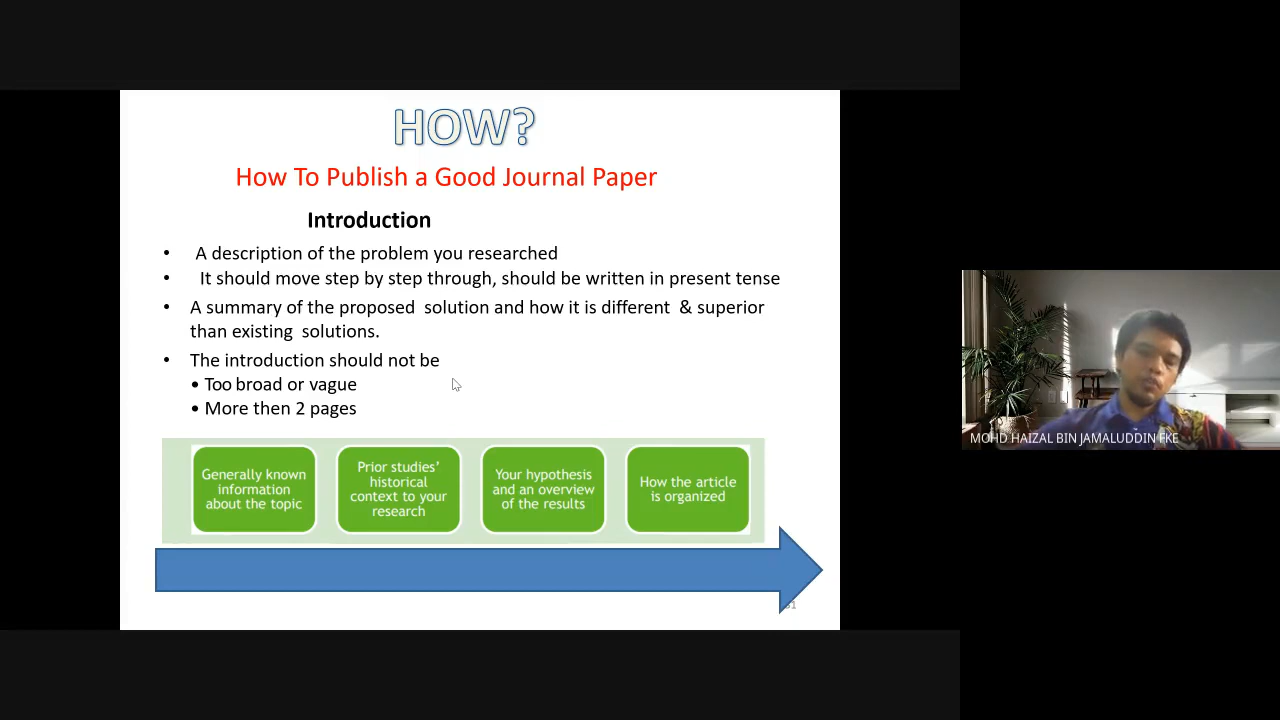 HOW?
How To Publish a Good Journal Paper
Introduction
• A description of the problem you researched
• It should move step by step through, should be written in present tense
• A summary of the proposed solution and how it is different & superior
than existing solutions.
• The introduction should not be
• Too broad or vague
• More then 2 pages
Generally known
information
about the topic
Prior studies’
historical
context to your
research
Your hypothesis
and an overview
of the results
How the article
is organized
MOHD HAIZAL BIN JAMALUDDIN FKE